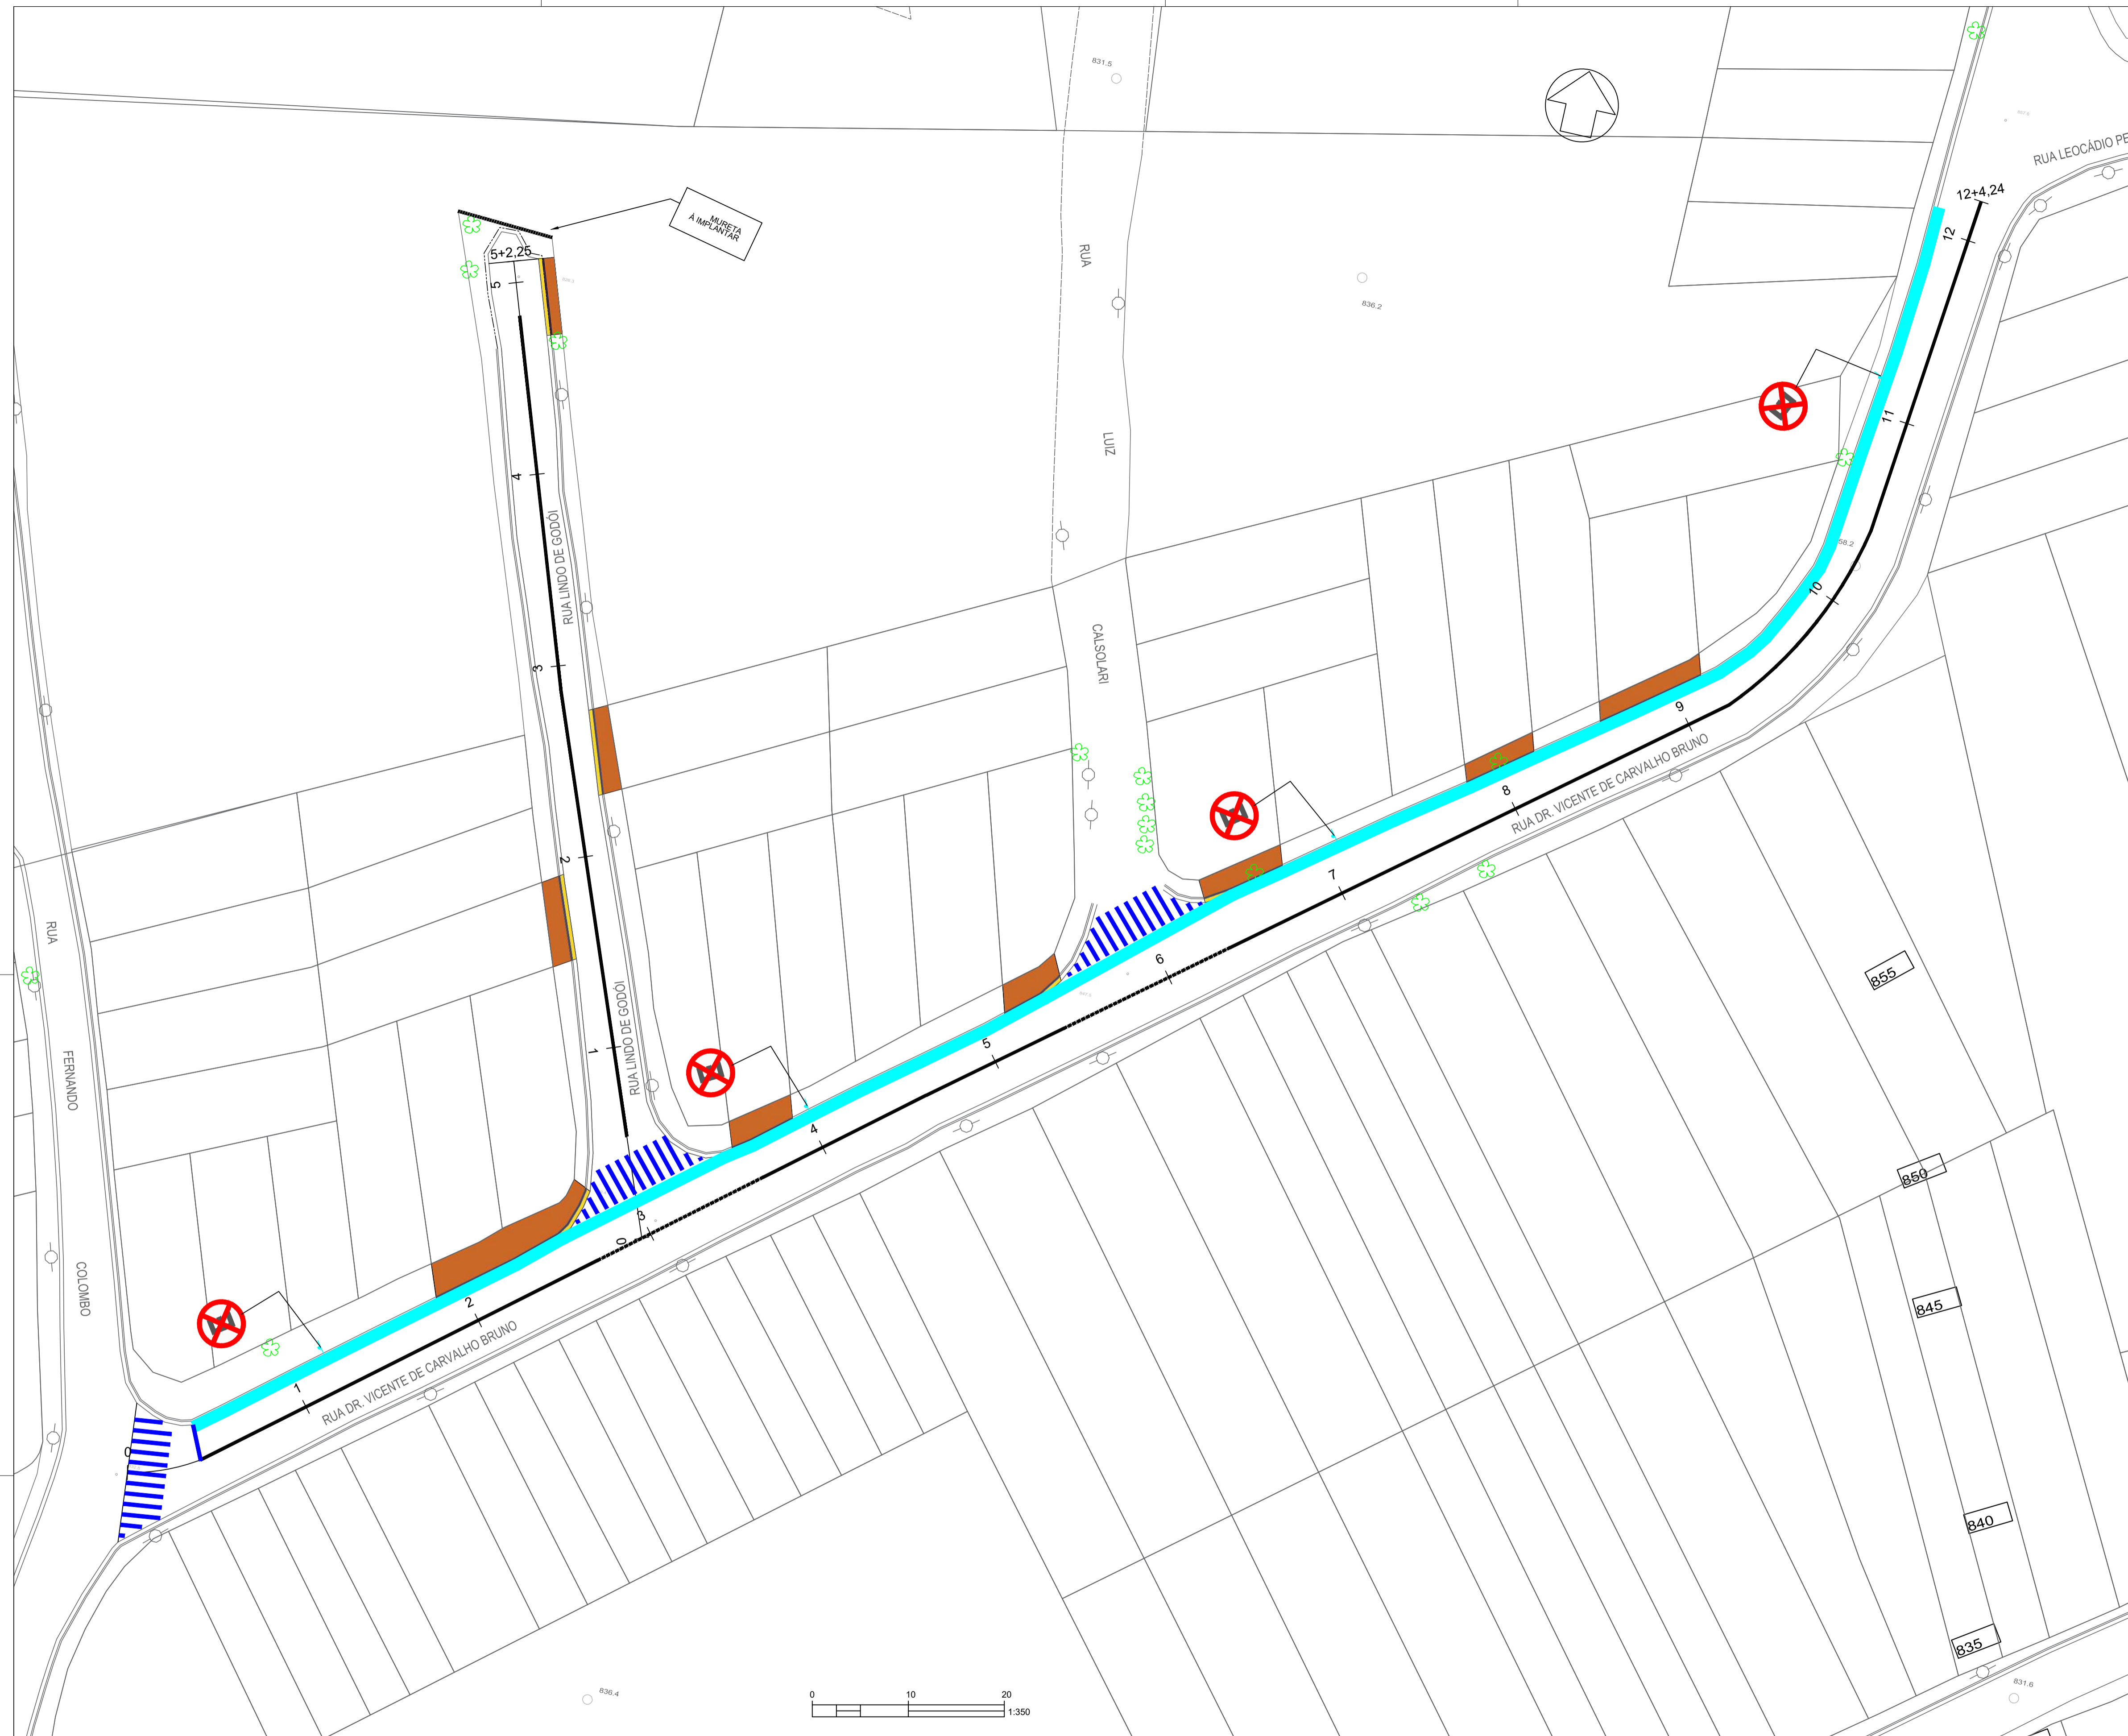 831.5
RUA LEOCÁDIO PE
MURETA
À IMPLANTAR
12+4,24
12
5+2,25
5
RUA
836.2
11
LUIZ
4
RUA LINDO DE GODÓI
58.2
10
3
CALSOLARI
9
RUA DR. VICENTE DE CARVALHO BRUNO
8
2
7
RUA
6
855
RUA LINDO DE GODÓI
1
5
FERNANDO
4
850
3
0
COLOMBO
2
845
RUA DR. VICENTE DE CARVALHO BRUNO
1
0
840
835
831.6
836.4
0 10 20
1:350